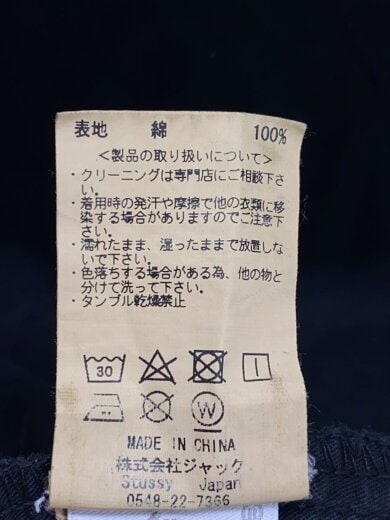 表地 綿 100%
<製品の取り扱いについて>
・クリーニングは専門店にご相談下さ
い。
・着用時の発汗や摩擦で他の衣類に移
染する場合がありますのでご注意下
さい。
・濡れたまま、湿ったままで放置しな
いで下さい。
・色落ちする場合がある為、他の物と
分けて洗って下さい。
・タンブル乾燥禁止
30
W
MADE IN CHINA
株式会社ジャック
Stussy Japan
0548-22-7366